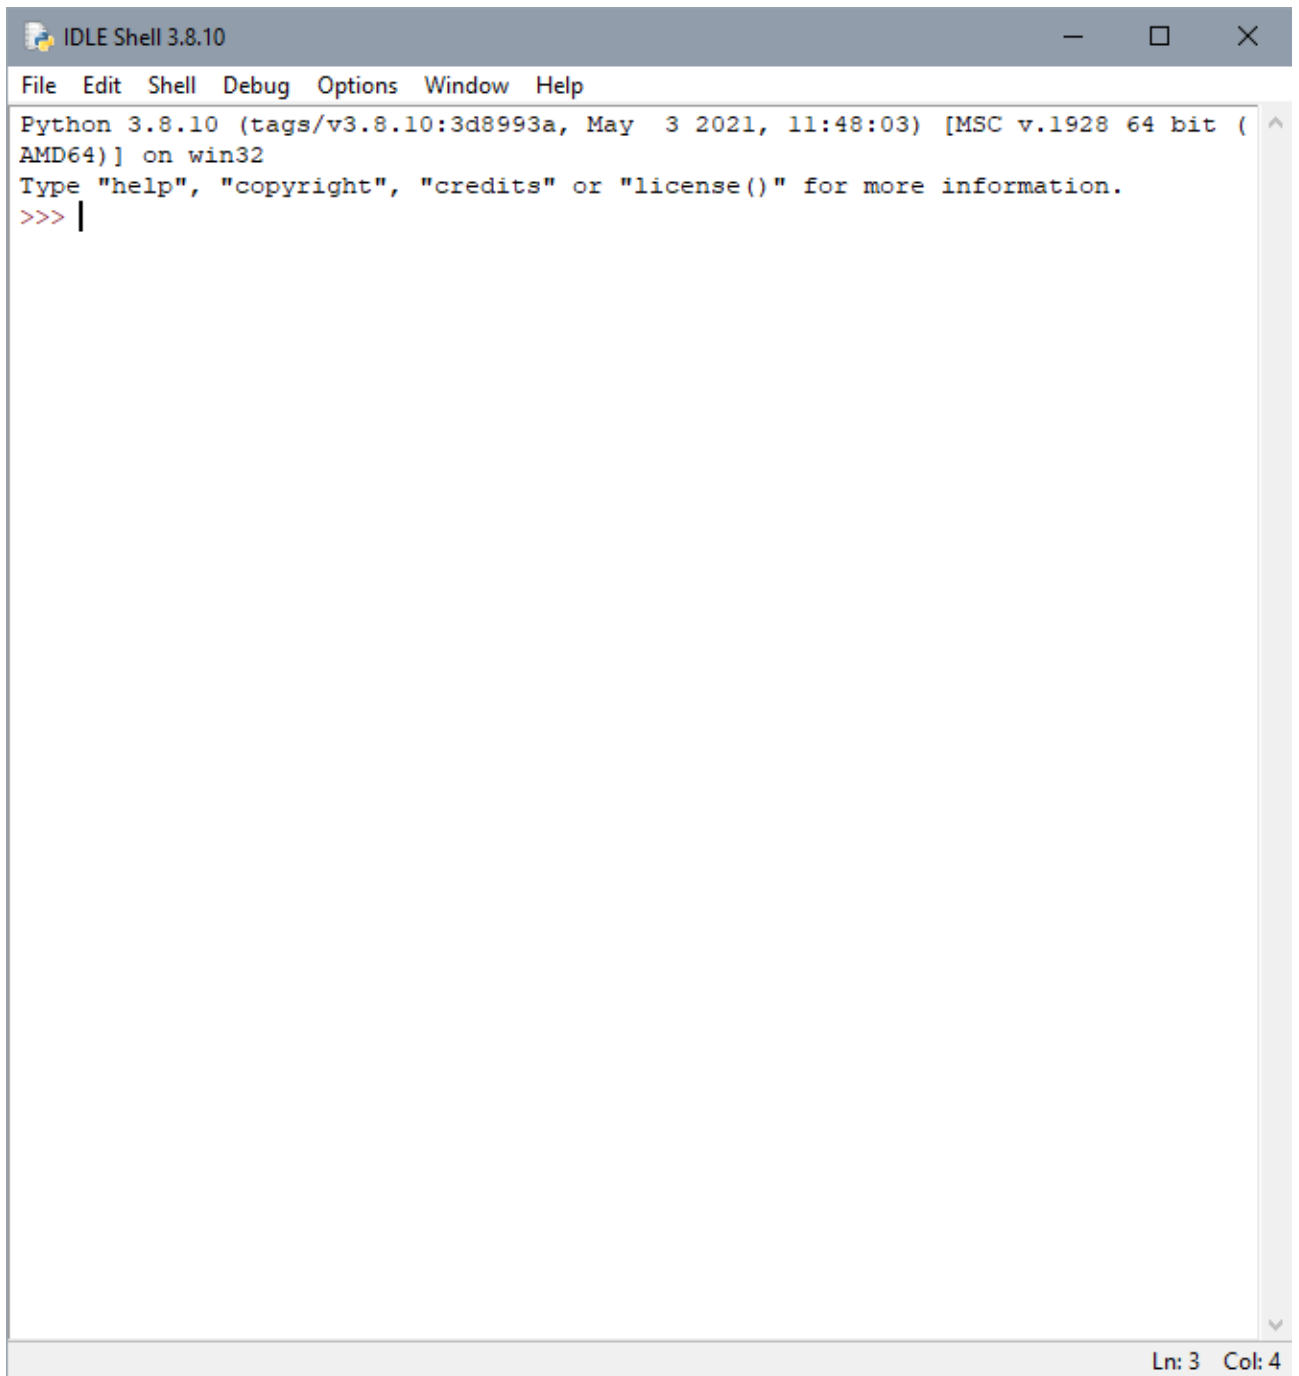 IDLE Shell 3.8.10
File Edit Shell Debug Options Window Help
Python 3.8.10 (tags/v3.8.10:3d8993a, May  3 2021, 11:48:03) [MSC v.1928 64 bit (
AMD64)] on win32
Type "help", "copyright", "credits" or "license()" for more information.
>>>
Ln: 3 Col: 4